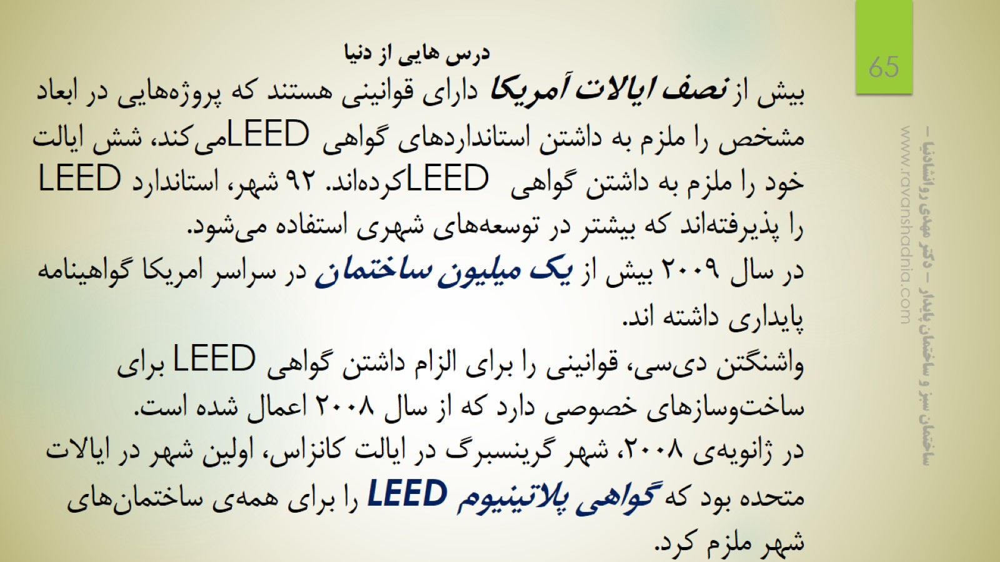 65
درس هایی از دنیا
بیش از نصف ایالات آمریکا دارای قوانینی هستند که پروژه‌هایی در ابعاد
مشخص را ملزم به داشتن استانداردهای گواهی LEEDمی‌کند، شش ایالت
خود را ملزم به داشتن گواهی LEEDکرده‌اند. ۹۲ شهر، استاندارد LEED
را پذیرفته‌اند که بیشتر در توسعه‌های شهری استفاده می‌شود.
در سال ۲۰۰۹ بیش از یک میلیون ساختمان در سراسر امریکا گواهینامه
پایداری داشته اند.
واشنگتن دی‌سی، قوانینی را برای الزام داشتن گواهی LEED برای
ساخت‌وسازهای خصوصی دارد که از سال ۲۰۰۸ اعمال شده است.
در ژانویه‌ی ۲۰۰۸، شهر گرینسبرگ در ایالت کانزاس، اولین شهر در ایالات
متحده بود که گواهی پلاتینیوم LEED را برای همه‌ی ساختمان‌های
شهر ملزم کرد.
ساختمان سبز و ساختمان پایدار – دکتر مهدی روانشادنیا –
www.ravanshadnia.com